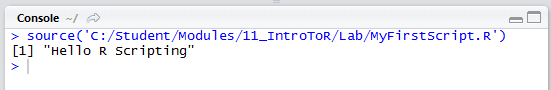 Console ~/
> source('C:/Student/Modules/11_IntroToR/Lab/MyFirstScript.R')
[1] "Hello R Scripting"
>